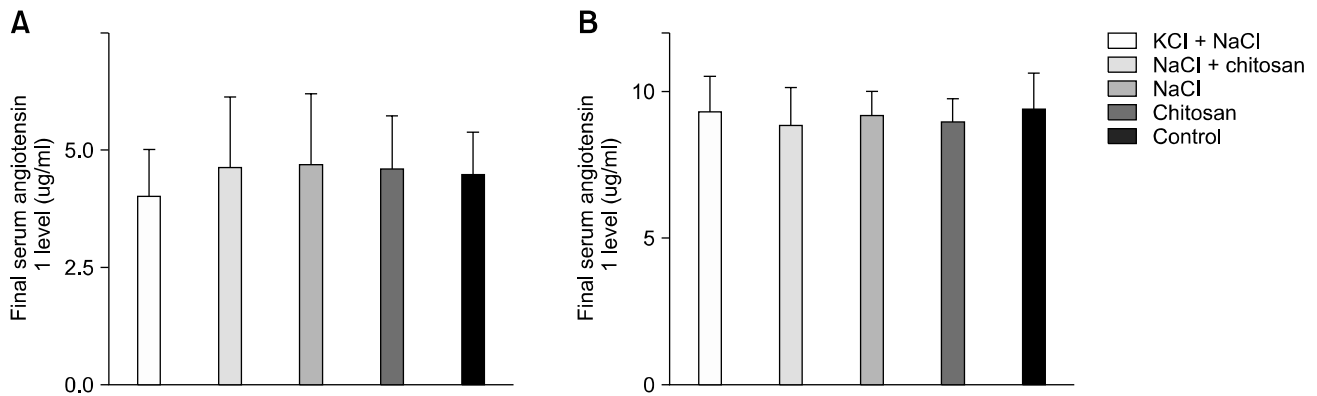 A
Final serum angiotensin
1 level (ug/ml)
5.0
2.5
0.0
B
Final serum angiotensin
1 level (ug/ml)
10
5
0
KCl + NaCl
NaCl + chitosan
NaCl
Chitosan
Control